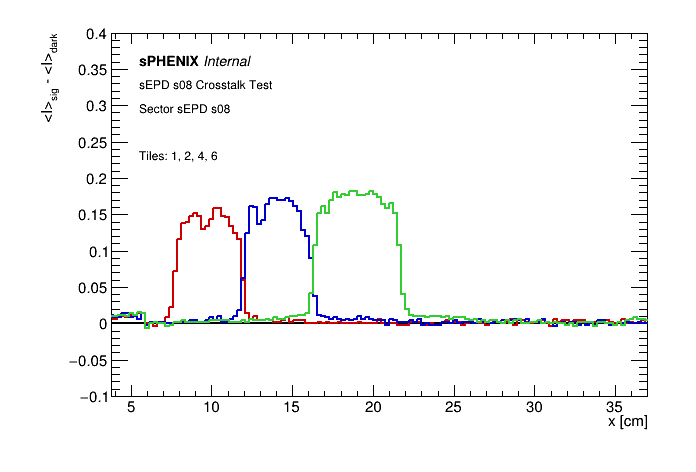 <I>sig - <I>dark
0.4
0.35
0.3
0.25
0.2
0.15
0.1
0.05
0
−0.05
−0.1
sPHENIX Internal
sEPD s08 Crosstalk Test
Sector sEPD s08
Tiles: 1, 2, 4, 6
5 10 15 20 25 30 35
x [cm]